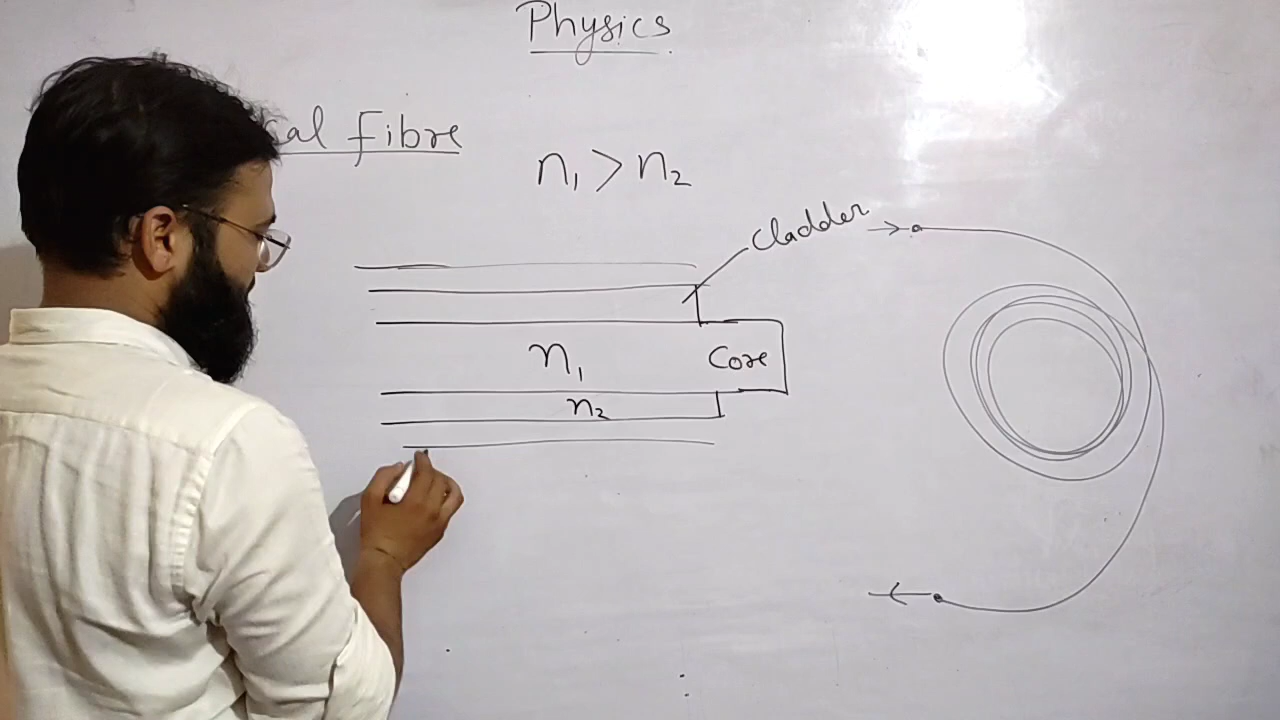 Physics
cal Fibre
n₁ > n₂
Cladder
n₁
Core
n₂